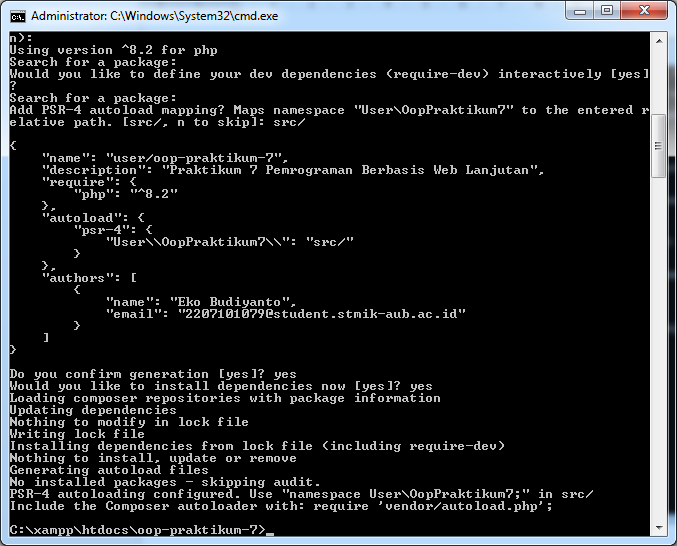 Administrator: C:\Windows\System32\cmd.exe
n):
Using version ^8.2 for php
Search for a package:
Would you like to define your dev dependencies (require-dev) interactively [yes]
?
Search for a package:
Add PSR-4 autoload mapping? Maps namespace "User\OopPraktikum7" to the entered r
elative path. [src/, n to skip]: src/
{
    "name": "user/oop-praktikum-7",
    "description": "Praktikum 7 Pemrograman Berbasis Web Lanjutan",
    "require": {
        "php": "^8.2"
    },
    "autoload": {
        "psr-4": {
            "User\\OopPraktikum7\\": "src/"
        }
    },
    "authors": [
        {
            "name": "Eko Budiyanto",
            "email": "2207101079@student.stmik-aub.ac.id"
        }
    ]
}
Do you confirm generation [yes]? yes
Would you like to install dependencies now [yes]? yes
Loading composer repositories with package information
Updating dependencies
Nothing to modify in lock file
Writing lock file
Installing dependencies from lock file (including require-dev)
Nothing to install, update or remove
Generating autoload files
No installed packages - skipping audit.
PSR-4 autoloading configured. Use "namespace User\OopPraktikum7;" in src/
Include the Composer autoloader with: require 'vendor/autoload.php';
C:\xampp\htdocs\oop-praktikum-7>_